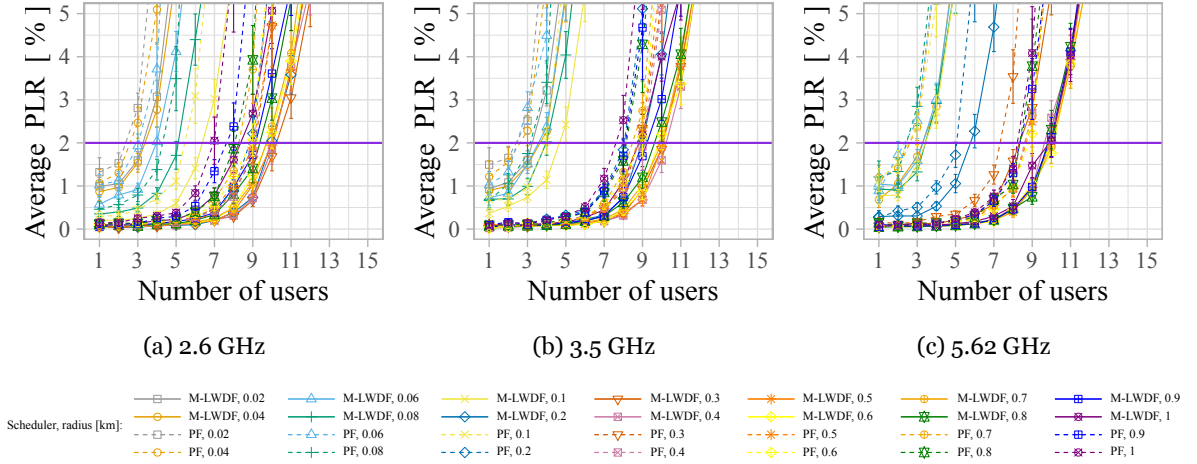 Average PLR [ % ]
5
4
3
2
1
0
1 3 5 7 9 11 13 15
Number of users
(a) 2.6 GHz
Average PLR [ % ]
5
4
3
2
1
0
1 3 5 7 9 11 13 15
Number of users
(b) 3.5 GHz
Average PLR [ % ]
5
4
3
2
1
0
1 3 5 7 9 11 13 15
Number of users
(c) 5.62 GHz
Scheduler, radius [km]:
M-LWDF, 0.02 M-LWDF, 0.06 M-LWDF, 0.1 M-LWDF, 0.3 M-LWDF, 0.5 M-LWDF, 0.7 M-LWDF, 0.9
M-LWDF, 0.04 M-LWDF, 0.08 M-LWDF, 0.2 M-LWDF, 0.4 M-LWDF, 0.6 M-LWDF, 0.8 M-LWDF, 1
PF, 0.02 PF, 0.06 PF, 0.1 PF, 0.3 PF, 0.5 PF, 0.7 PF, 0.9
PF, 0.04 PF, 0.08 PF, 0.2 PF, 0.4 PF, 0.6 PF, 0.8 PF, 1